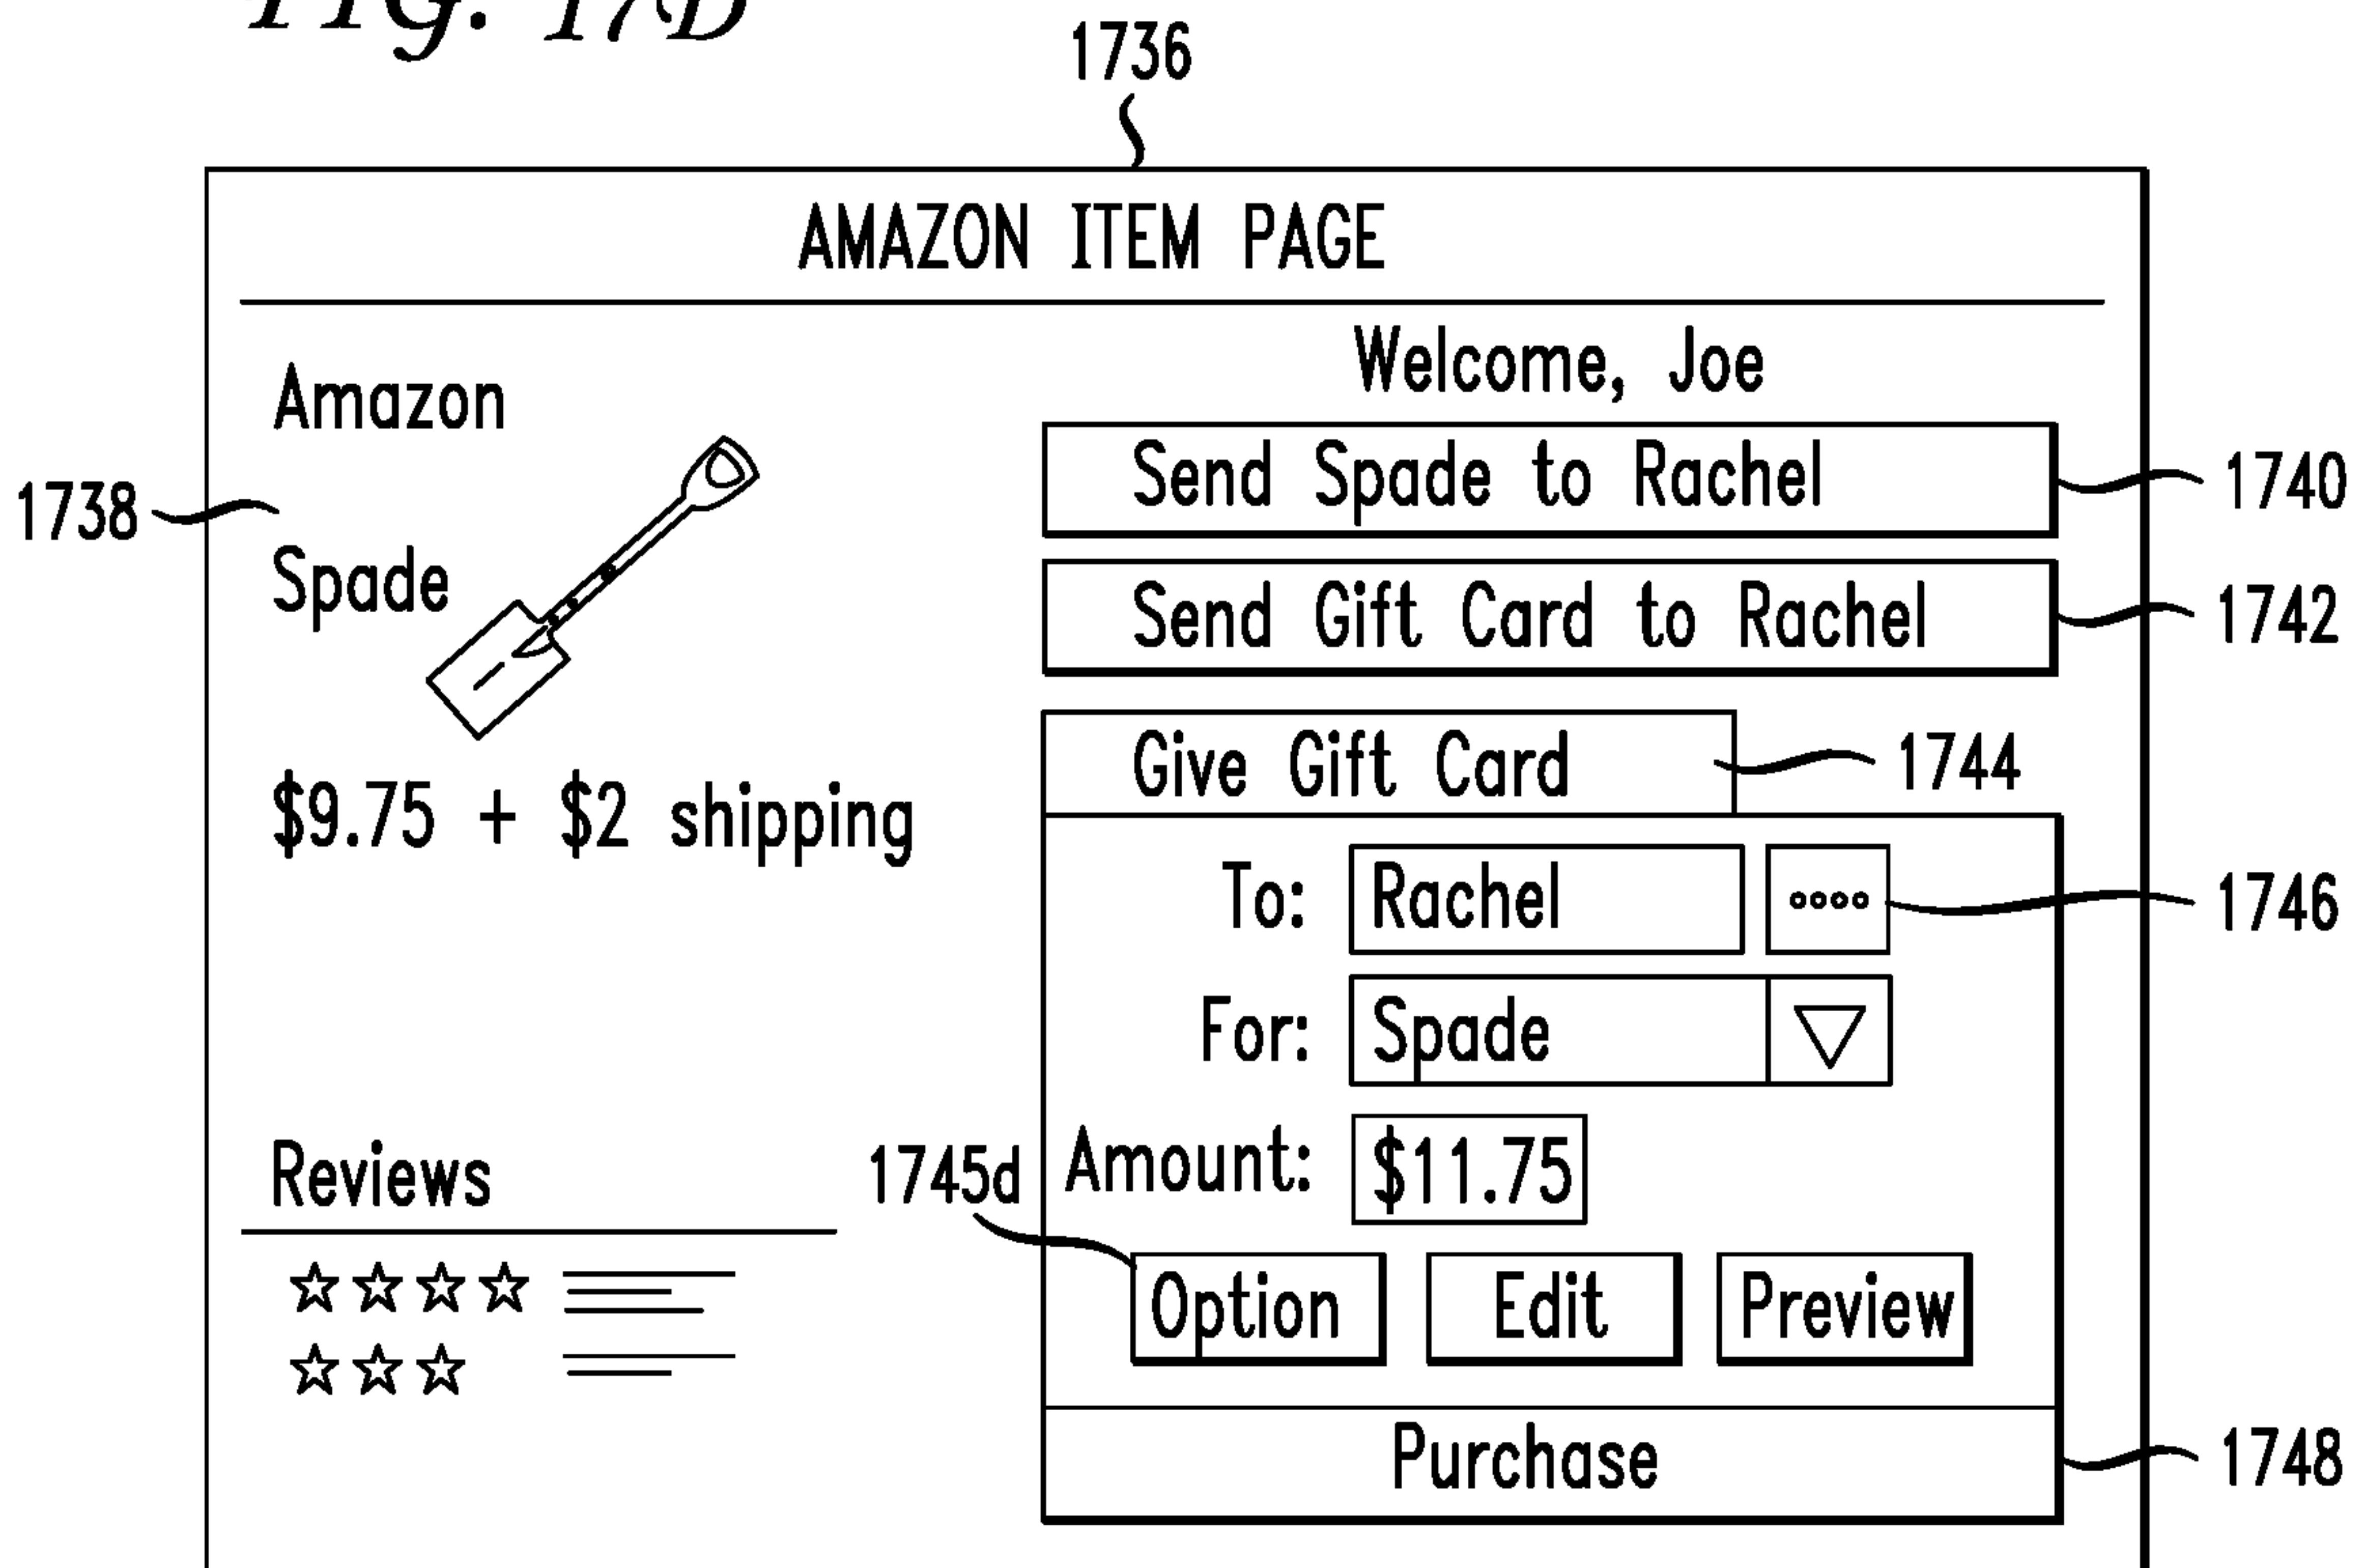 FIG. 17D
1736
AMAZON ITEM PAGE
Welcome, Joe
Amazon
1738
Spade
$9.75 + $2 shipping
Send Spade to Rachel
1740
Send Gift Card to Rachel
1742
Give Gift Card
1744
To: Rachel
1746
For: Spade
Amount: $11.75
1745d
Option Edit Preview
Purchase
1748
Reviews